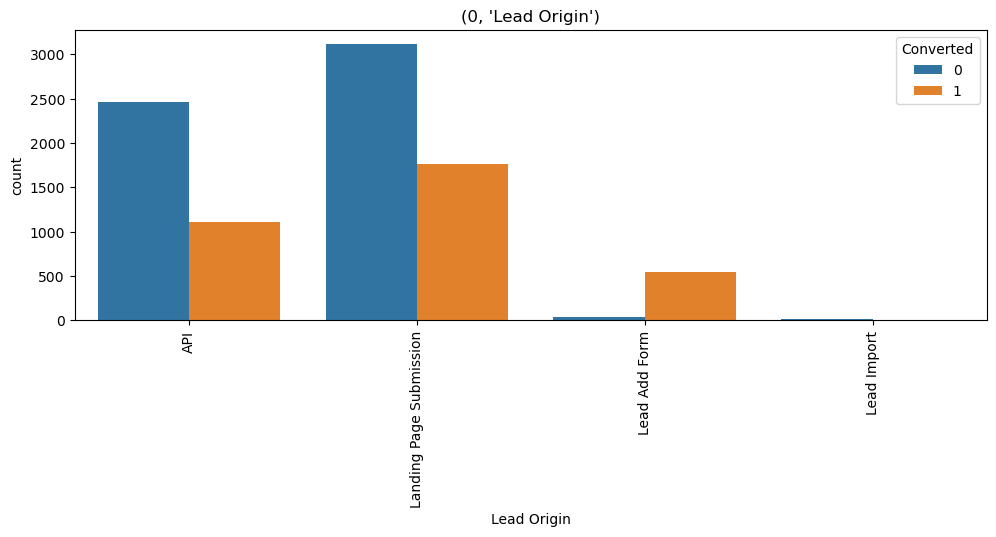 (0, 'Lead Origin')
Converted
0
1
count
3000
2500
2000
1500
1000
500
0
API
Landing Page Submission
Lead Add Form
Lead Import
Lead Origin